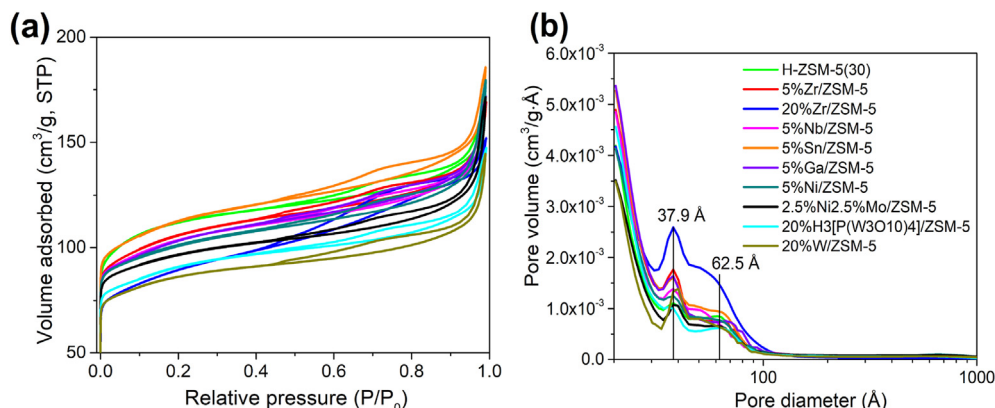 (a)
200
150
100
50
Volume adsorbed (cm³/g, STP)
0.0 0.2 0.4 0.6 0.8 1.0
Relative pressure (P/P₀)
(b)
6.0x10⁻³
5.0x10⁻³
4.0x10⁻³
3.0x10⁻³
2.0x10⁻³
1.0x10⁻³
0.0
Pore volume (cm³/g·Å)
H-ZSM-5(30)
5%Zr/ZSM-5
20%Zr/ZSM-5
5%Nb/ZSM-5
5%Sn/ZSM-5
5%Ga/ZSM-5
5%Ni/ZSM-5
2.5%Ni2.5%Mo/ZSM-5
20%H3[P(W3O10)4]/ZSM-5
20%W/ZSM-5
37.9 Å
62.5 Å
100 1000
Pore diameter (Å)